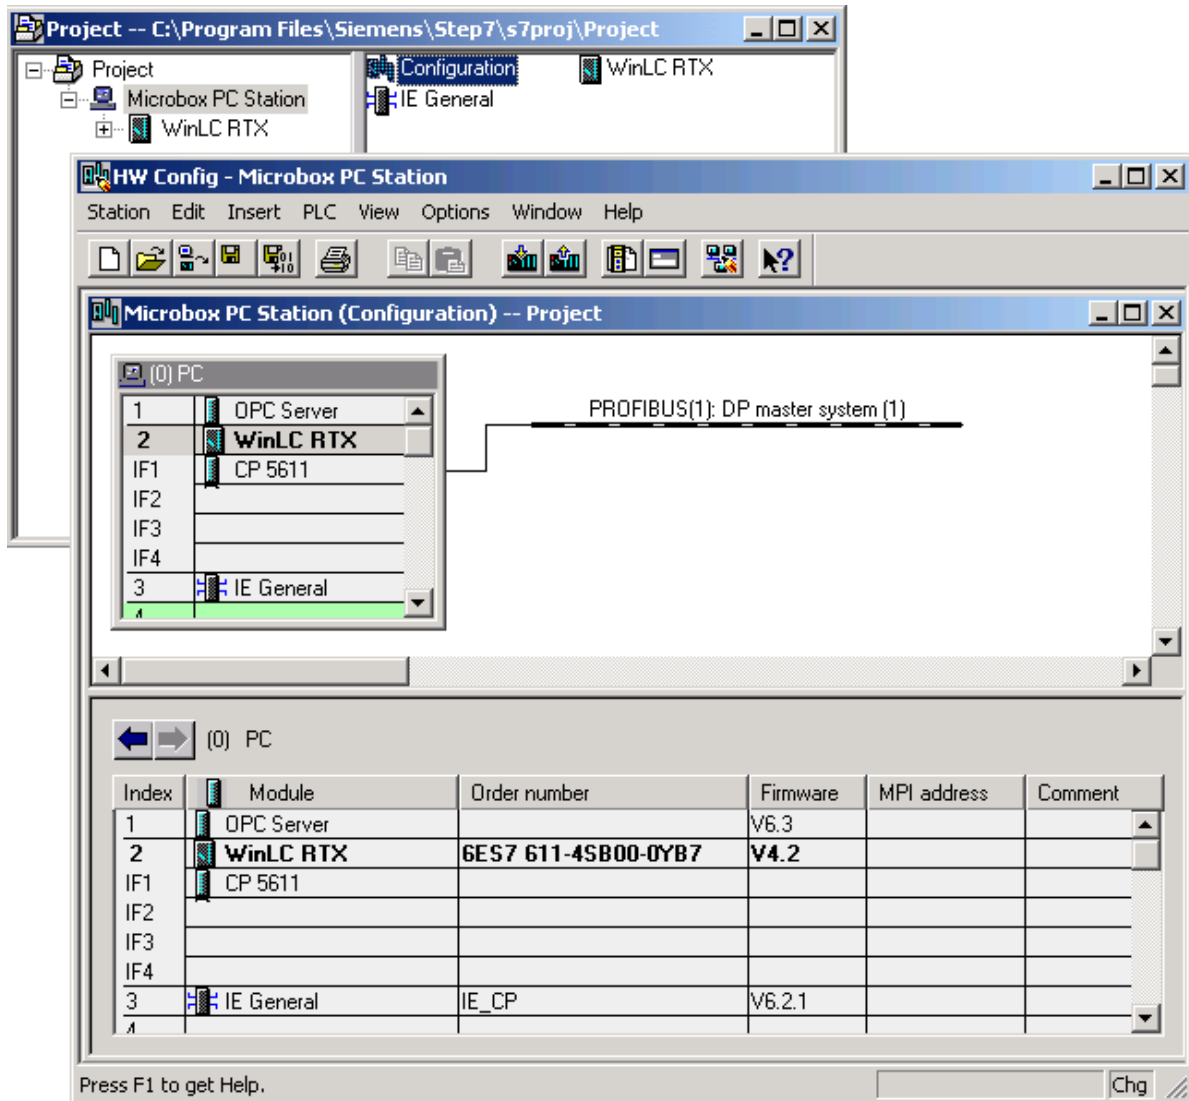 Project -- C:\Program Files\Siemens\Step7\s7proj\Project
Project
Microbox PC Station
WinLC RTX
Configuration
WinLC RTX
IE General
HW Config - Microbox PC Station
Station Edit Insert PLC View Options Window Help
Microbox PC Station (Configuration) -- Project
(0) PC
1 OPC Server
2 WinLC RTX
IF1 CP 5611
IF2
IF3
IF4
3 IE General
4
PROFIBUS(1): DP master system (1)
(0) PC
Index Module Order number Firmware MPI address Comment
1 OPC Server V6.3
2 WinLC RTX 6ES7 611-4SB00-0YB7 V4.2
IF1 CP 5611
IF2
IF3
IF4
3 IE General IE_CP V6.2.1
4
Press F1 to get Help.
Chg